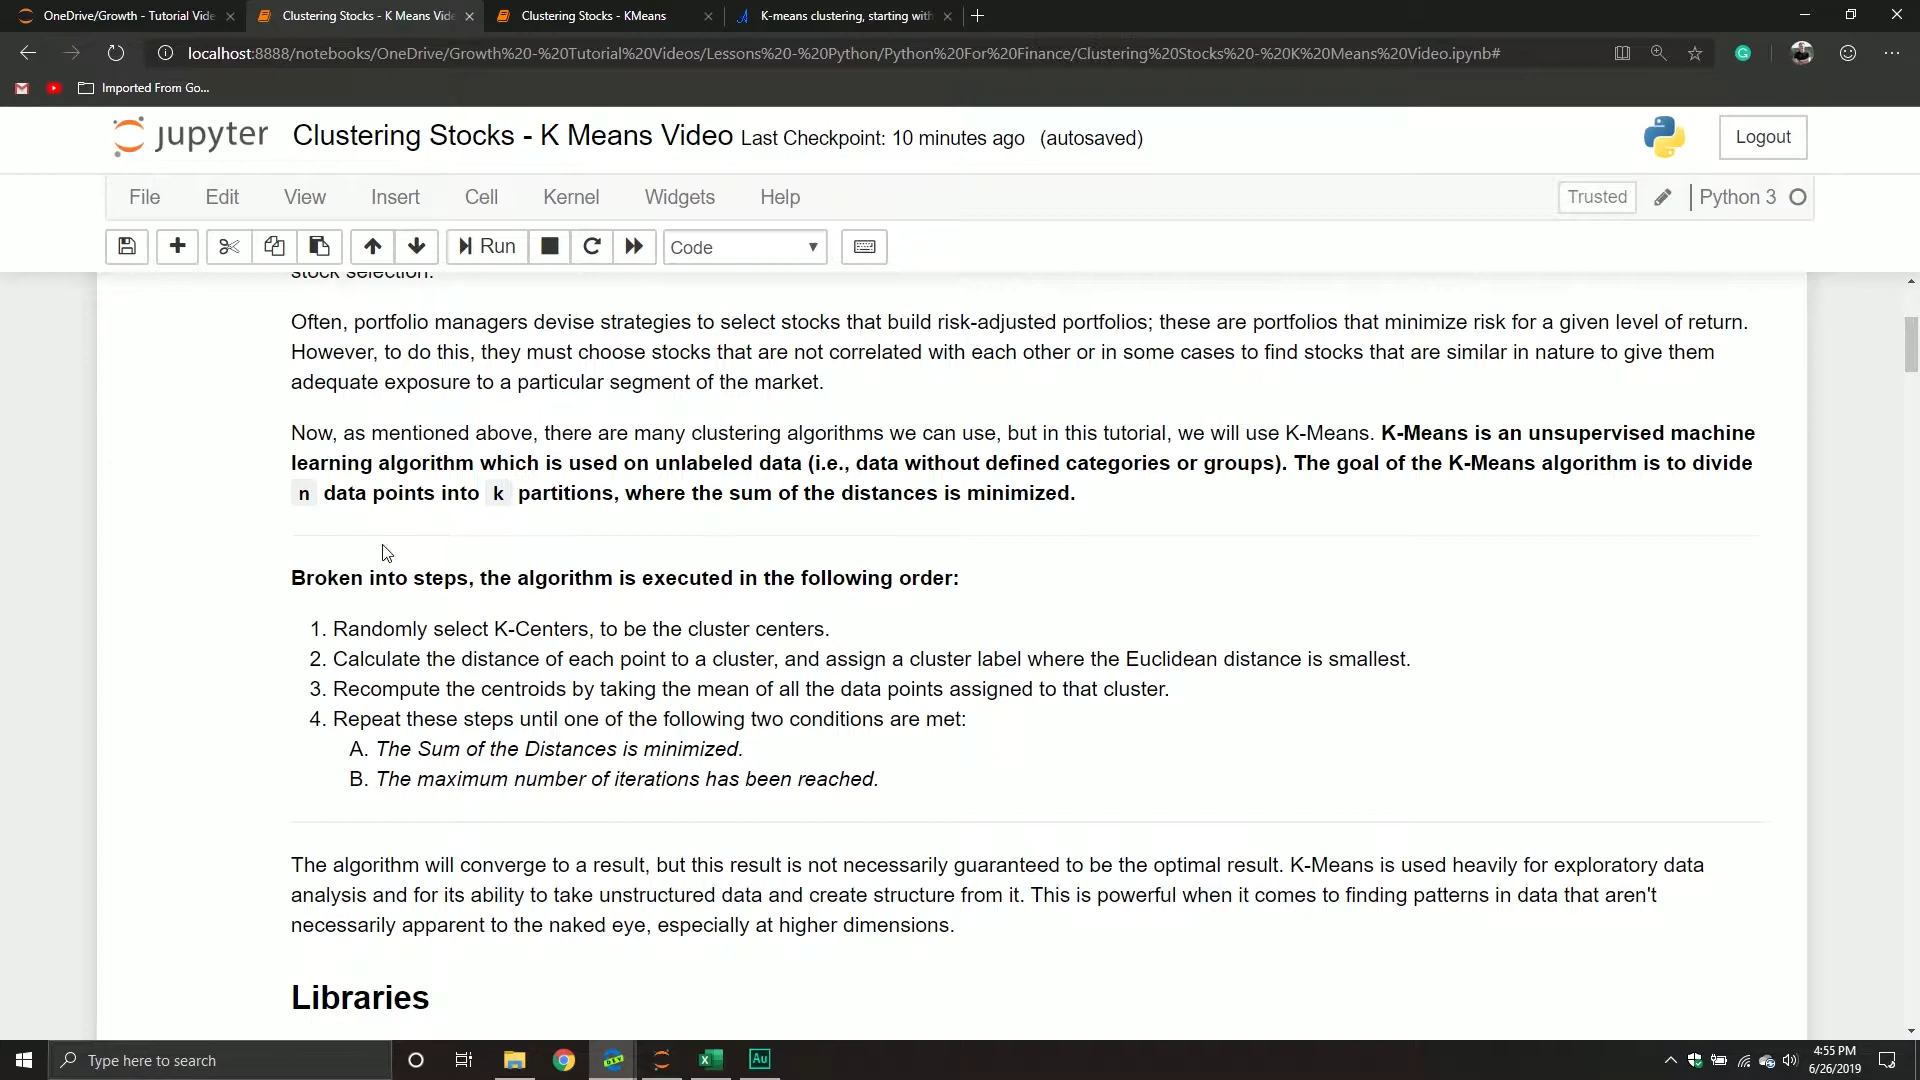 OneDrive/Growth - Tutorial Vide
Clustering Stocks - K Means Vide
Clustering Stocks - KMeans
K-means clustering, starting with
localhost:8888/notebooks/OneDrive/Growth%20-%20Tutorial%20Videos/Lessons%20-%20Python/Python%20For%20Finance/Clustering%20Stocks%20-%20K%20Means%20Video.ipynb#
Imported From Go...
jupyter Clustering Stocks - K Means Video Last Checkpoint: 10 minutes ago (autosaved)
Logout
File Edit View Insert Cell Kernel Widgets Help
Trusted Python 3
Run Code
stock selection.
Often, portfolio managers devise strategies to select stocks that build risk-adjusted portfolios; these are portfolios that minimize risk for a given level of return.
However, to do this, they must choose stocks that are not correlated with each other or in some cases to find stocks that are similar in nature to give them
adequate exposure to a particular segment of the market.
Now, as mentioned above, there are many clustering algorithms we can use, but in this tutorial, we will use K-Means. K-Means is an unsupervised machine
learning algorithm which is used on unlabeled data (i.e., data without defined categories or groups). The goal of the K-Means algorithm is to divide
n data points into k partitions, where the sum of the distances is minimized.
Broken into steps, the algorithm is executed in the following order:
1. Randomly select K-Centers, to be the cluster centers.
2. Calculate the distance of each point to a cluster, and assign a cluster label where the Euclidean distance is smallest.
3. Recompute the centroids by taking the mean of all the data points assigned to that cluster.
4. Repeat these steps until one of the following two conditions are met:
A. The Sum of the Distances is minimized.
B. The maximum number of iterations has been reached.
The algorithm will converge to a result, but this result is not necessarily guaranteed to be the optimal result. K-Means is used heavily for exploratory data
analysis and for its ability to take unstructured data and create structure from it. This is powerful when it comes to finding patterns in data that aren't
necessarily apparent to the naked eye, especially at higher dimensions.
Libraries
Type here to search
DEV
Au
4:55 PM
6/26/2019